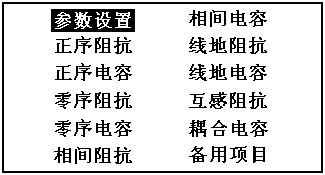 参数设置 相间电容
正序阻抗 线地阻抗
正序电容 线地电容
零序阻抗 互感阻抗
零序电容 耦合电容
相间阻抗 备用项目